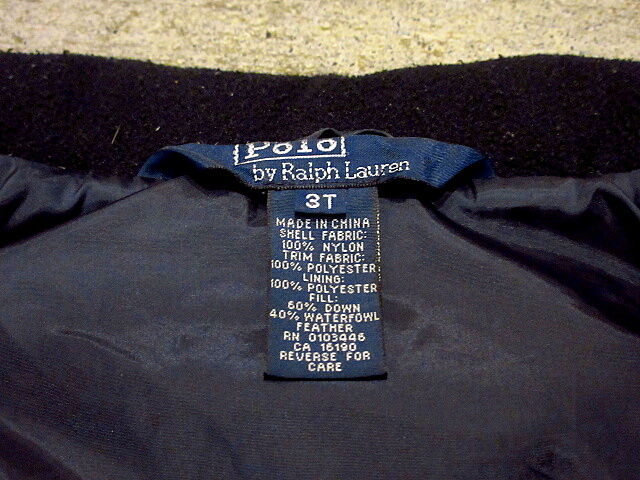 Polo
by Ralph Lauren
3T
MADE IN CHINA
SHELL FABRIC:
100% NYLON
TRIM FABRIC:
100% POLYESTER
LINING:
100% POLYESTER
FILL:
60% DOWN
40% WATERFOWL
FEATHER
RN 0103446
CA 16190
REVERSE FOR
CARE